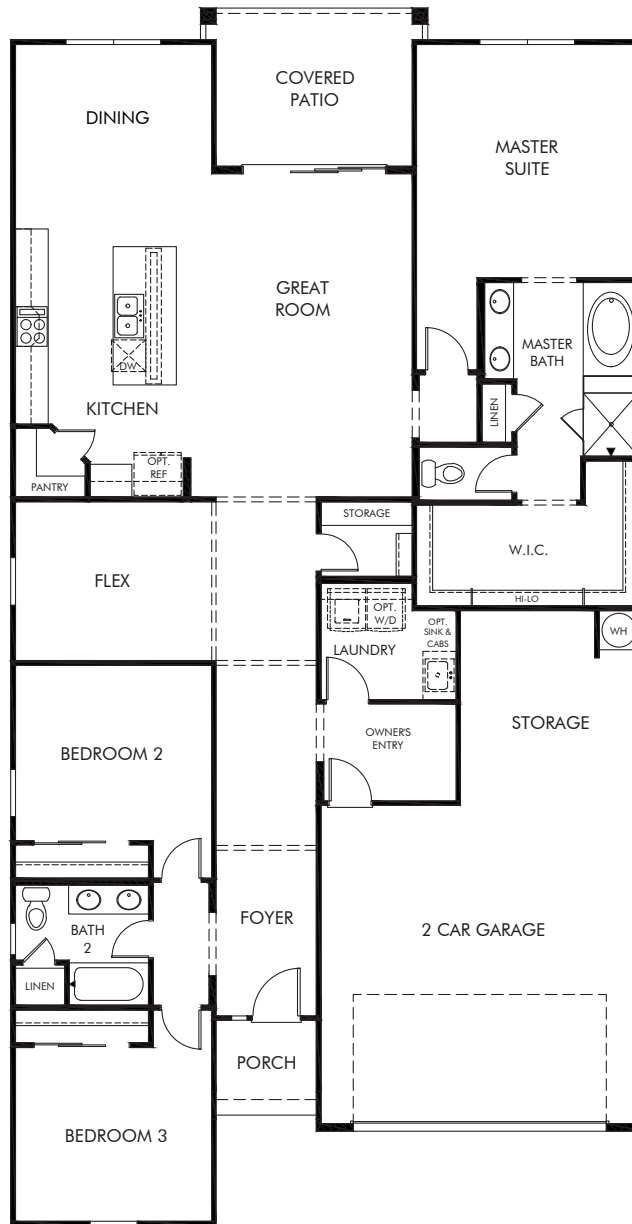 COVERED
PATIO
DINING
MASTER
SUITE
GREAT
ROOM
MASTER
BATH
DW
KITCHEN
LINEN
OPT.
REF
PANTRY
STORAGE
W.I.C.
FLEX
HI-LO
OPT.
W/D
OPT.
SINK &
CABS
WH
LAUNDRY
STORAGE
OWNER'S
ENTRY
BEDROOM 2
FOYER
2 CAR GARAGE
BATH
2
LINEN
PORCH
BEDROOM 3